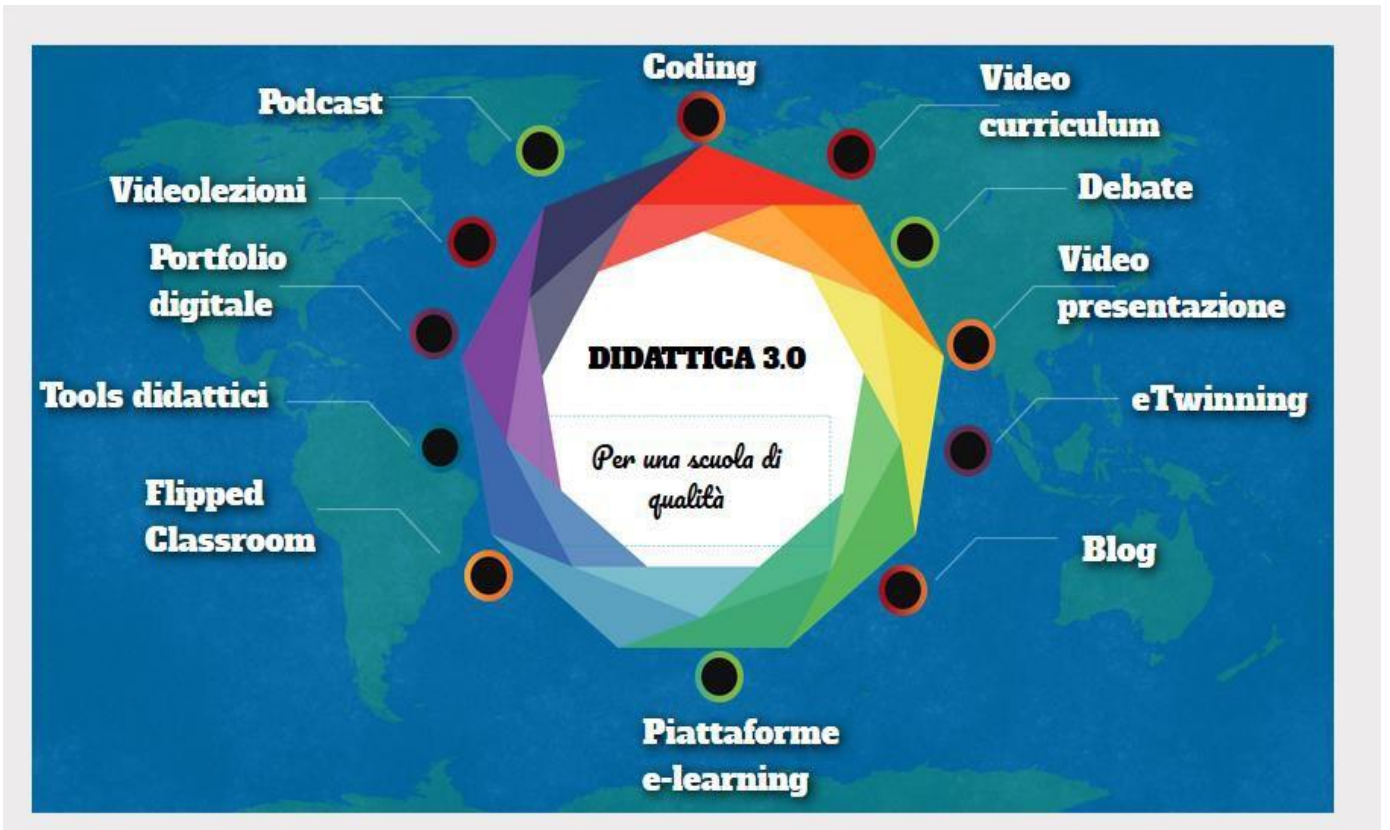 Coding
Video
curriculum
Debate
Video
presentazione
eTwinning
Blog
Piattaforme
e-learning
Flipped
Classroom
Tools didattici
Portfolio
digitale
Videolezioni
Podcast
DIDATTICA 3.0
Per una scuola di
qualità